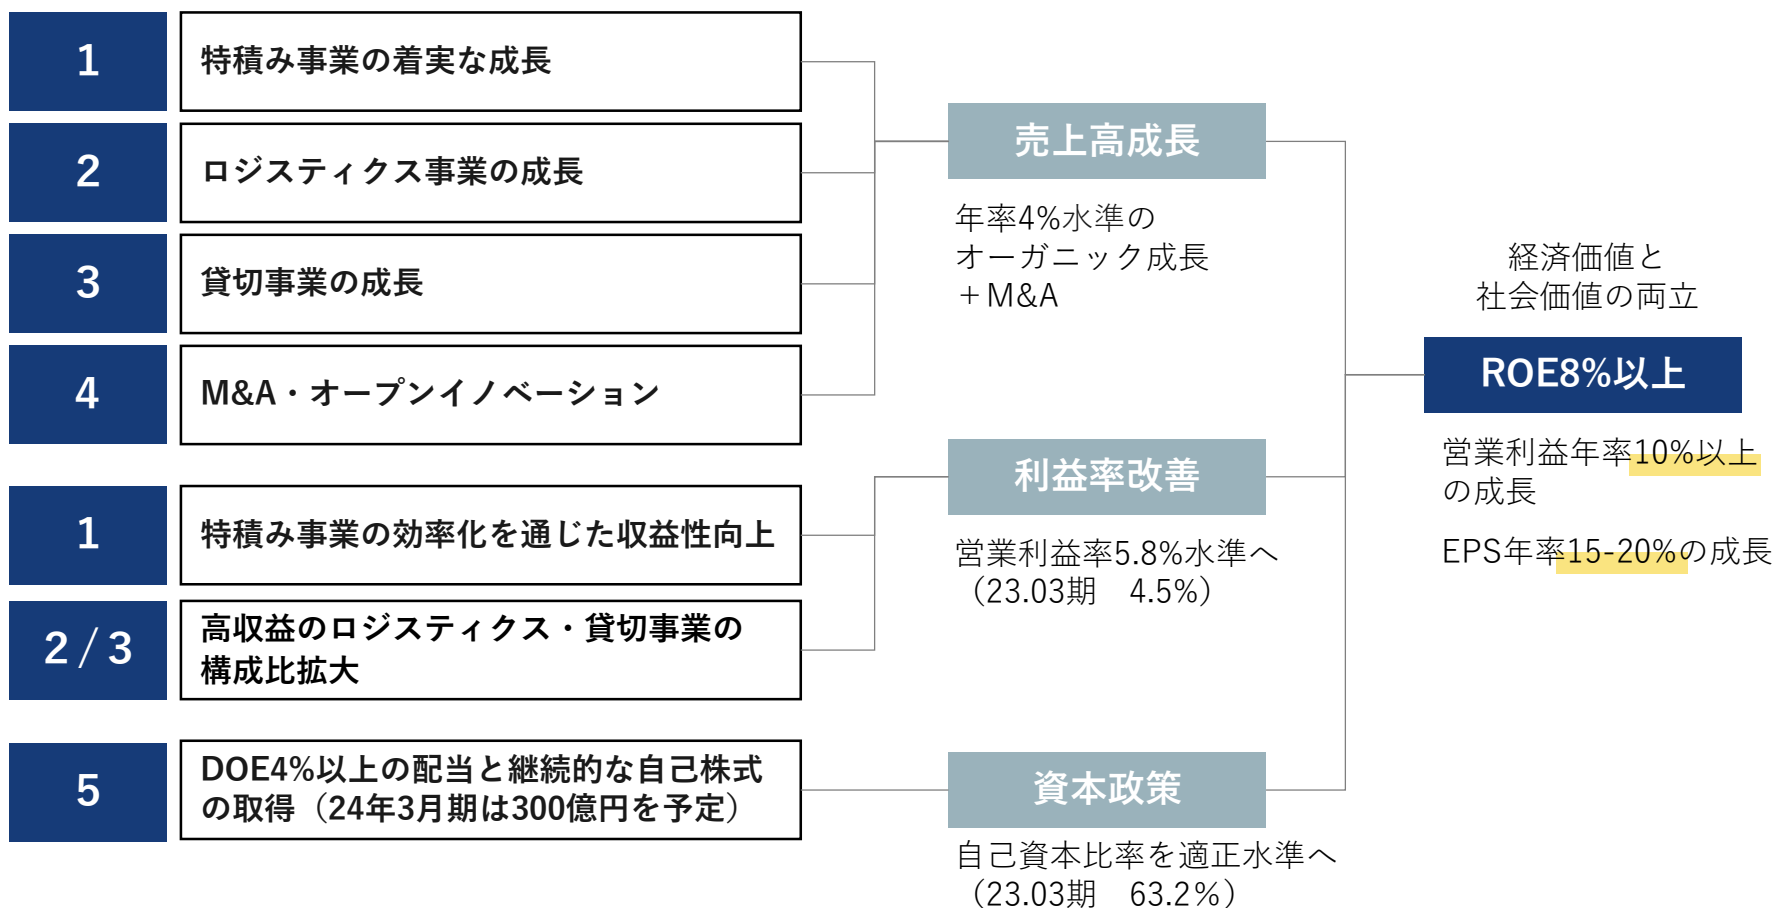 1
特積み事業の着実な成長
2
ロジスティクス事業の成長
3
貸切事業の成長
4
M&A・オープンイノベーション
1
特積み事業の効率化を通じた収益性向上
2/3
高収益のロジスティクス・貸切事業の
構成比拡大
5
DOE4%以上の配当と継続的な自己株式
の取得（24年3月期は300億円を予定）
売上高成長
年率4%水準の
オーガニック成長
＋M&A
利益率改善
営業利益率5.8%水準へ
（23.03期　4.5%）
資本政策
自己資本比率を適正水準へ
（23.03期　63.2%）
経済価値と
社会価値の両立
ROE8%以上
営業利益年率10%以上
の成長
EPS年率15-20%の成長